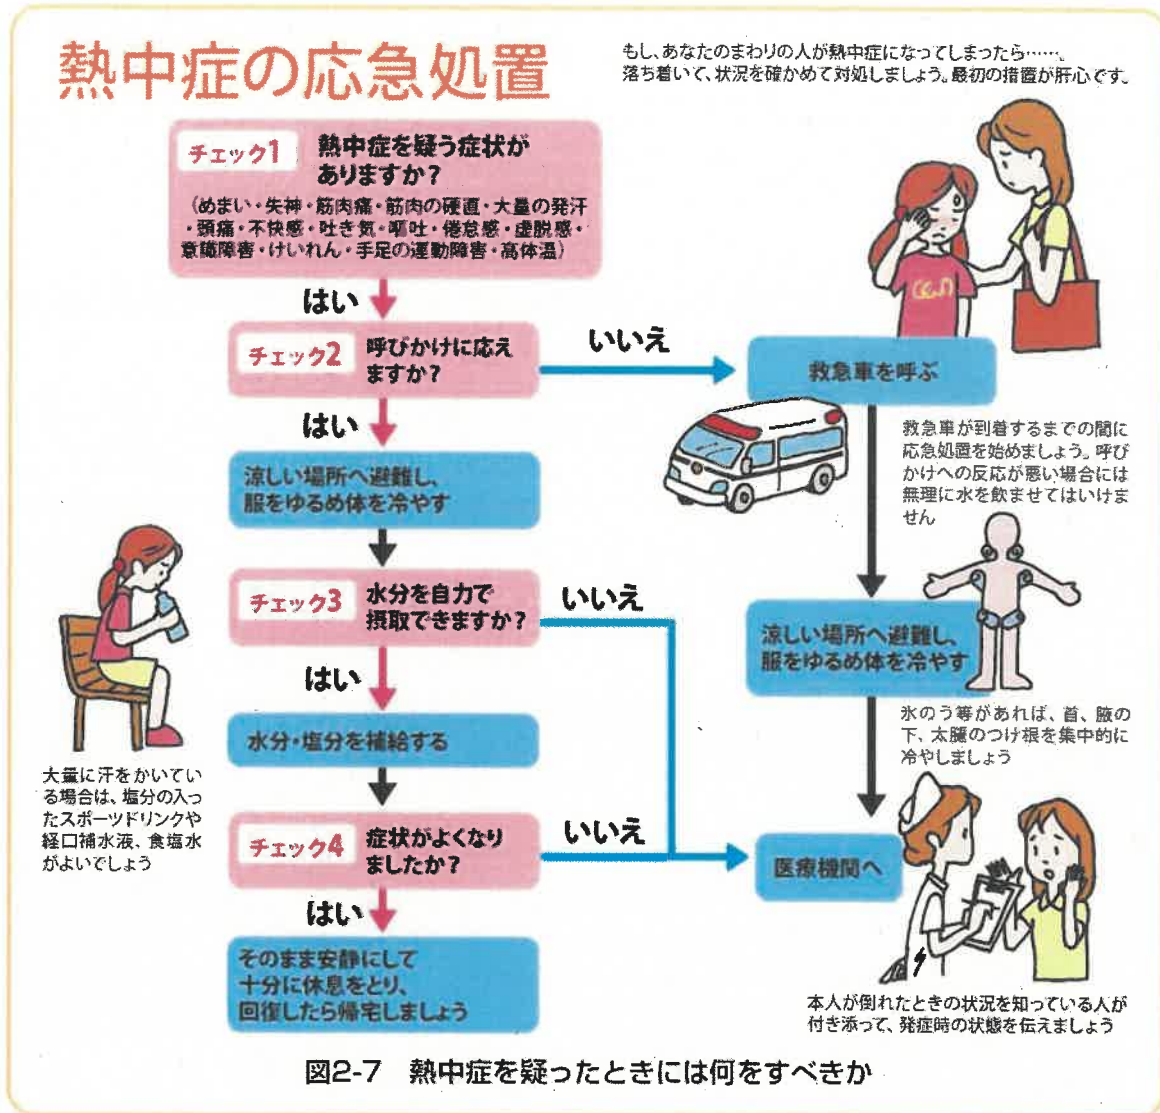 熱中症の応急処置
もし、あなたのまわりの人が熱中症になってしまったら……、
落ち着いて、状況を確かめて対処しましょう。最初の措置が肝心です。
チェック1
熱中症を疑う症状が
ありますか?
(めまい・失神・筋肉痛・筋肉の硬直・大量の発汗
・頭痛・不快感・吐き気・嘔吐・倦怠感・虚脱感・
意識障害・けいれん・手足の運動障害・高体温)
はい
チェック2
呼びかけに応え
ますか?
いいえ
救急車を呼ぶ
救急車が到着するまでの間に
応急処置を始めましょう。呼び
かけへの反応が悪い場合には
無理に水を飲ませてはいけま
せん
はい
涼しい場所へ避難し、
服をゆるめ体を冷やす
チェック3
水分を自力で
摂取できますか?
いいえ
涼しい場所へ避難し、
服をゆるめ体を冷やす
氷のう等があれば、首、腋の
下、太腿のつけ根を集中的に
冷やしましょう
はい
水分・塩分を補給する
大量に汗をかいてい
る場合は、塩分の入っ
たスポーツドリンクや
経口補水液、食塩水
がよいでしょう
チェック4
症状がよくなり
ましたか?
いいえ
医療機関へ
はい
そのまま安静にして
十分に休息をとり、
回復したら帰宅しましょう
本人が倒れたときの状況を知っている人が
付き添って、発症時の状態を伝えましょう
図2-7 熱中症を疑ったときには何をすべきか